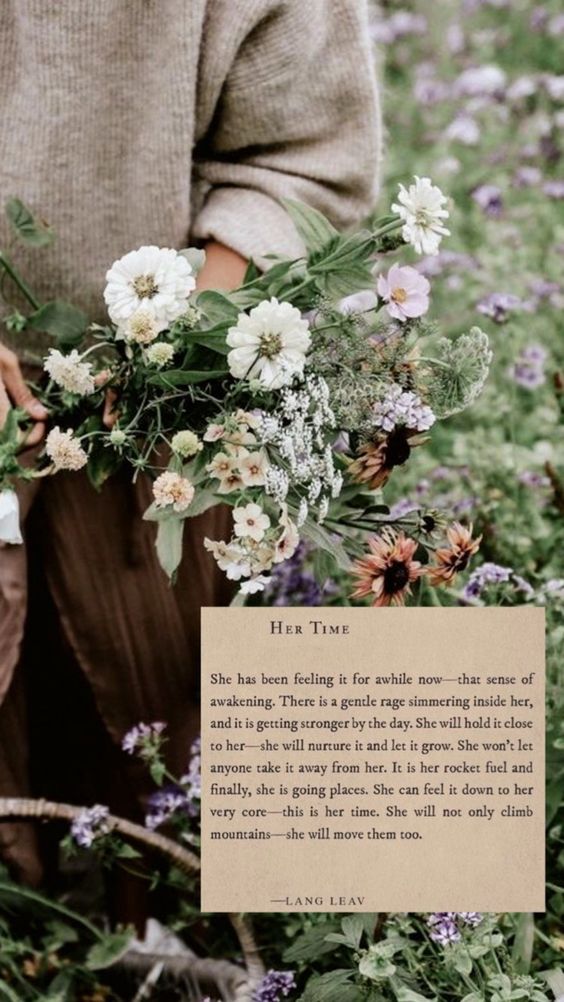 Her Time
She has been feeling it for awhile now—that sense of
awakening. There is a gentle rage simmering inside her,
and it is getting stronger by the day. She will hold it close
to her—she will nurture it and let it grow. She won't let
anyone take it away from her. It is her rocket fuel and
finally, she is going places. She can feel it down to her
very core—this is her time. She will not only climb
mountains—she will move them too.
—LANG LEAV